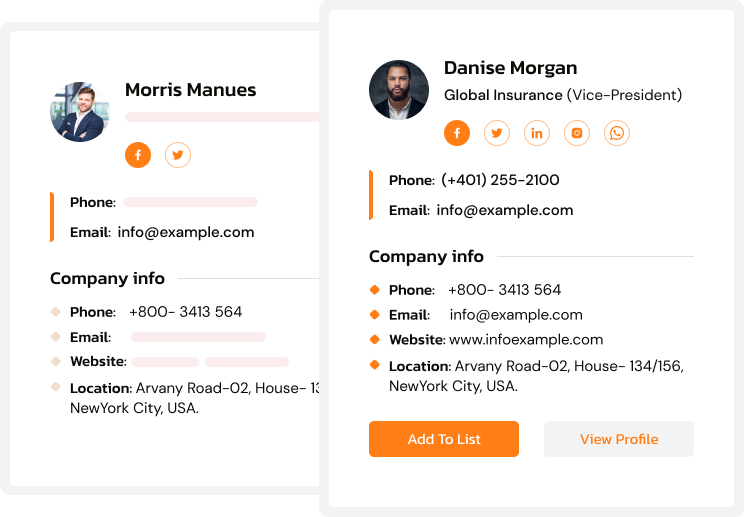 Morris Manues
Phone:
Email: info@example.com
Company info
Phone: +800- 3413 564
Email:
Website:
Location: Arvany Road-02, House- 13
NewYork City, USA.
Danise Morgan
Global Insurance (Vice-President)
Phone: (+401) 255-2100
Email: info@example.com
Company info
Phone: +800- 3413 564
Email: info@example.com
Website: www.infoexample.com
Location: Arvany Road-02, House- 134/156,
NewYork City, USA.
Add To List
View Profile